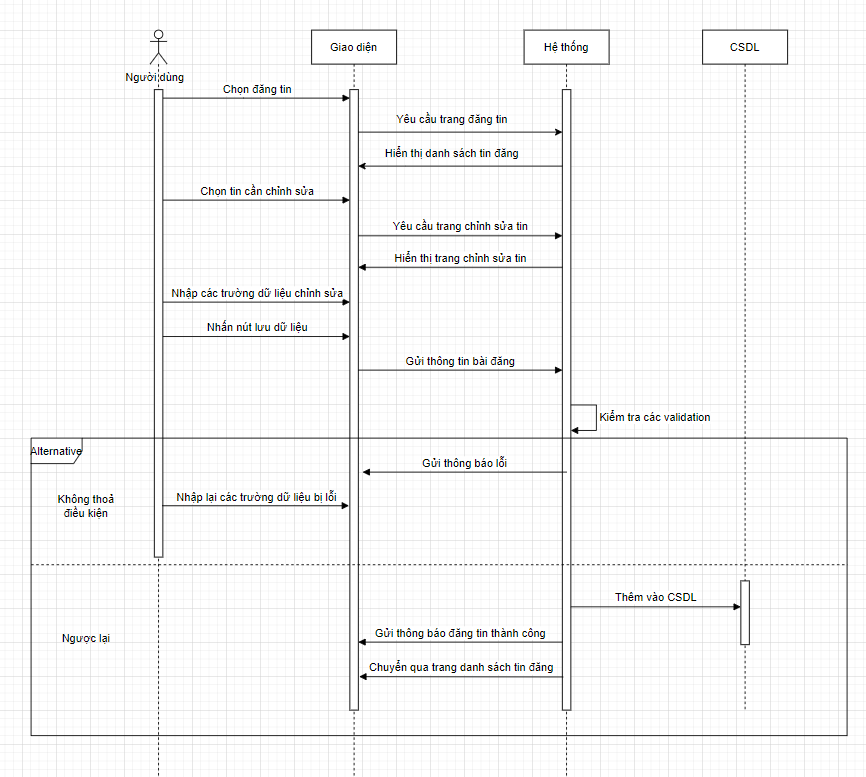 Giao diện
Hệ thống
CSDL
Người dùng
Chọn đăng tin
Yêu cầu trang đăng tin
Hiển thị danh sách tin đăng
Chọn tin cần chỉnh sửa
Yêu cầu trang chỉnh sửa tin
Hiển thị trang chỉnh sửa tin
Nhập các trường dữ liệu chỉnh sửa
Nhấn nút lưu dữ liệu
Gửi thông tin bài đăng
Kiểm tra các validation
Alternative
Gửi thông báo lỗi
Không thoả
điều kiện
Nhập lại các trường dữ liệu bị lỗi
Thêm vào CSDL
Ngược lại
Gửi thông báo đăng tin thành công
Chuyển qua trang danh sách tin đăng